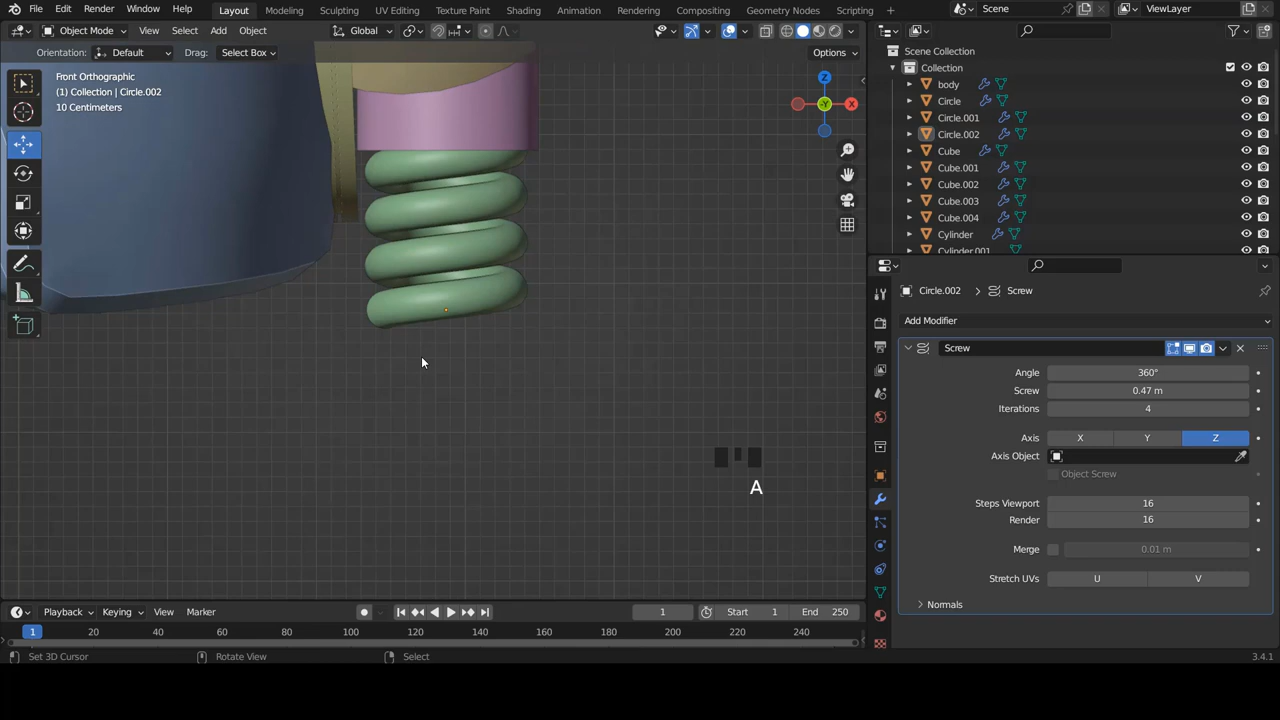 File Edit Render Window Help Layout Modeling Sculpting UV Editing Texture Paint Shading Animation Rendering Compositing Geometry Nodes Scripting Scene ViewLayer
Object Mode View Select Add Object Global
Orientation: Default Drag: Select Box Options
Front Orthographic
(1) Collection | Circle.002
10 Centimeters
Z
X
-Y
A
Scene Collection
Collection
body
Circle
Circle.001
Circle.002
Cube
Cube.001
Cube.002
Cube.003
Cube.004
Cylinder
Cylinder.001
Circle.002 > Screw
Add Modifier
Screw
Angle 360°
Screw 0.47 m
Iterations 4
Axis X Y Z
Axis Object
Object Screw
Steps Viewport 16
Render 16
Merge 0.01 m
Stretch UVs U V
Normals
Playback Keying View Marker 1 Start 1 End 250
1 20 40 60 80 100 120 140 160 180 200 220 240
Set 3D Cursor Rotate View Select 3.4.1